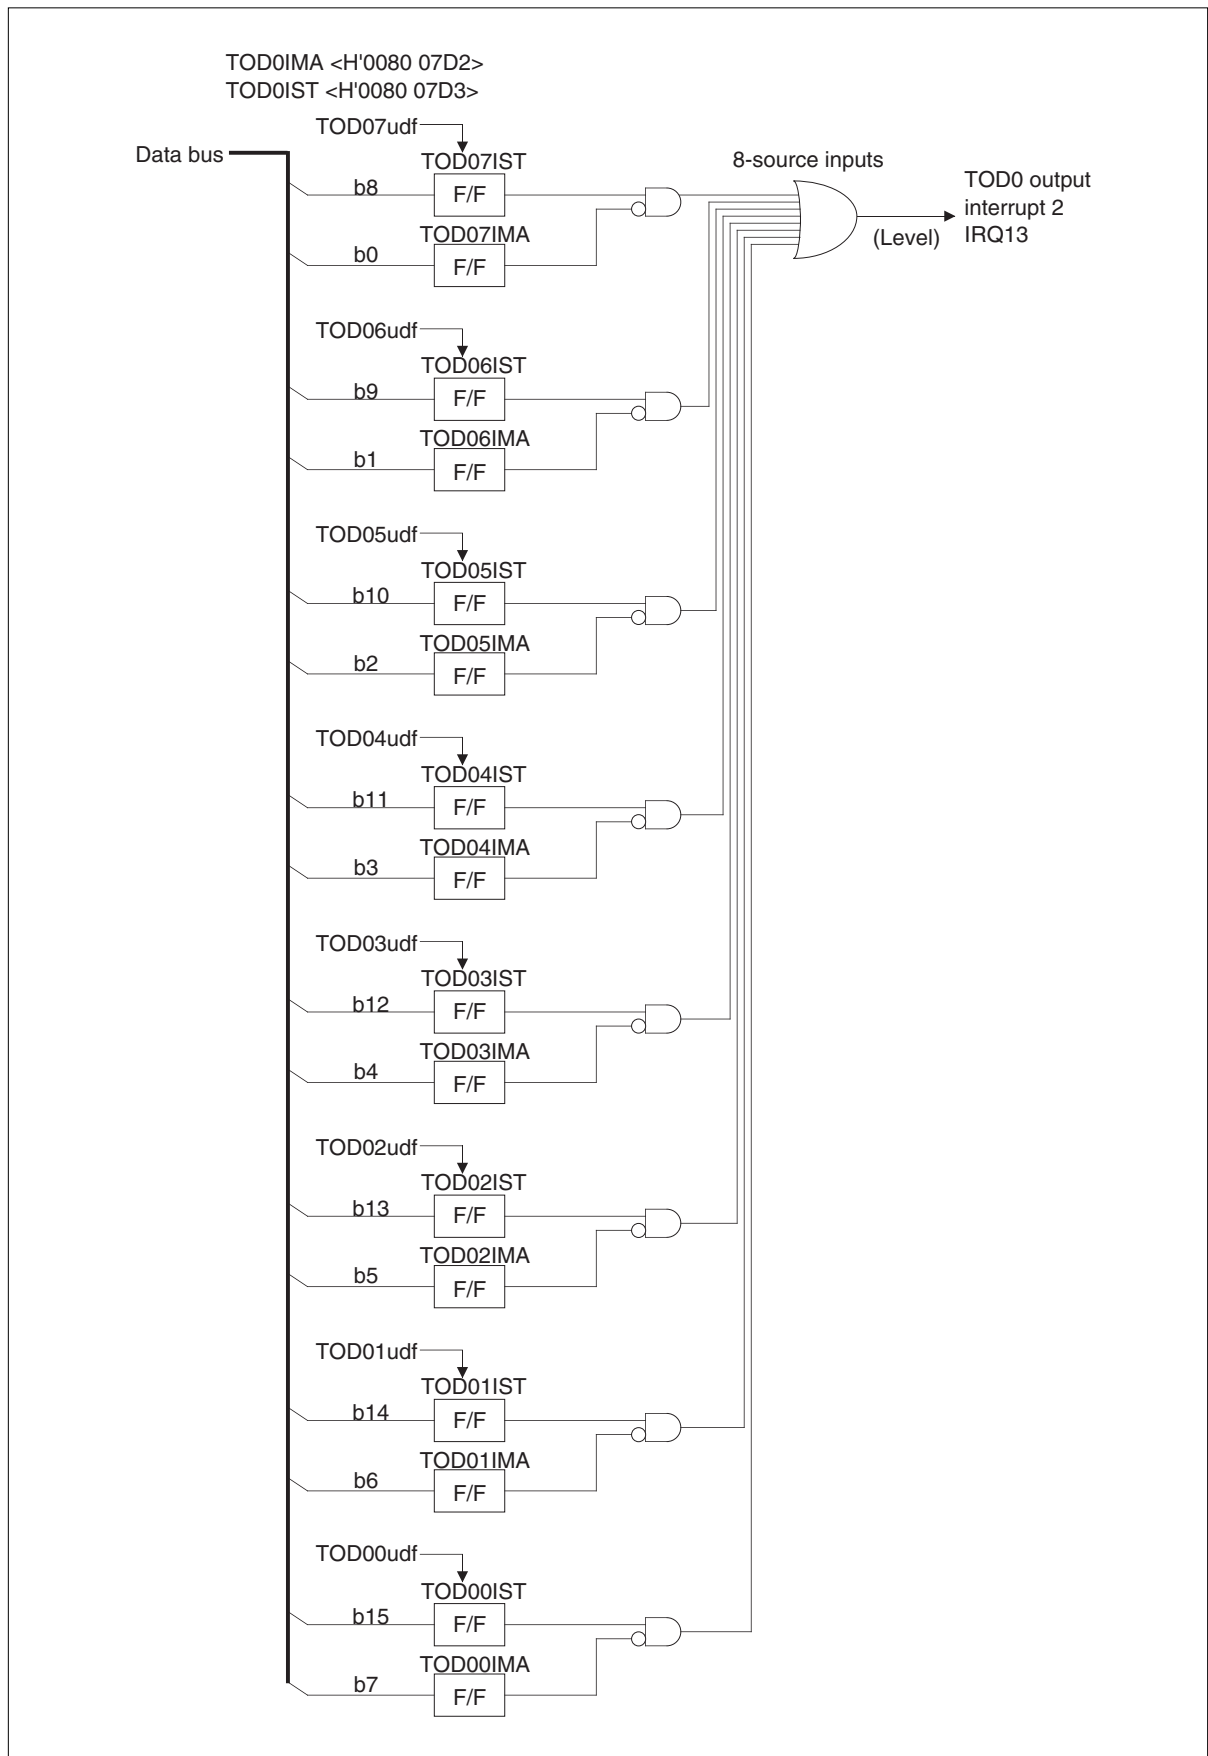 TOD0IMA <H'0080 07D2>
TOD0IST <H'0080 07D3>
TOD07udf
Data bus
TOD07IST
8-source inputs
b8
F/F
TOD0 output
interrupt 2
IRQ13
(Level)
TOD07IMA
b0
F/F
TOD06udf
TOD06IST
b9
F/F
TOD06IMA
b1
F/F
TOD05udf
TOD05IST
b10
F/F
TOD05IMA
b2
F/F
TOD04udf
TOD04IST
b11
F/F
TOD04IMA
b3
F/F
TOD03udf
TOD03IST
b12
F/F
TOD03IMA
b4
F/F
TOD02udf
TOD02IST
b13
F/F
TOD02IMA
b5
F/F
TOD01udf
TOD01IST
b14
F/F
TOD01IMA
b6
F/F
TOD00udf
TOD00IST
b15
F/F
TOD00IMA
b7
F/F